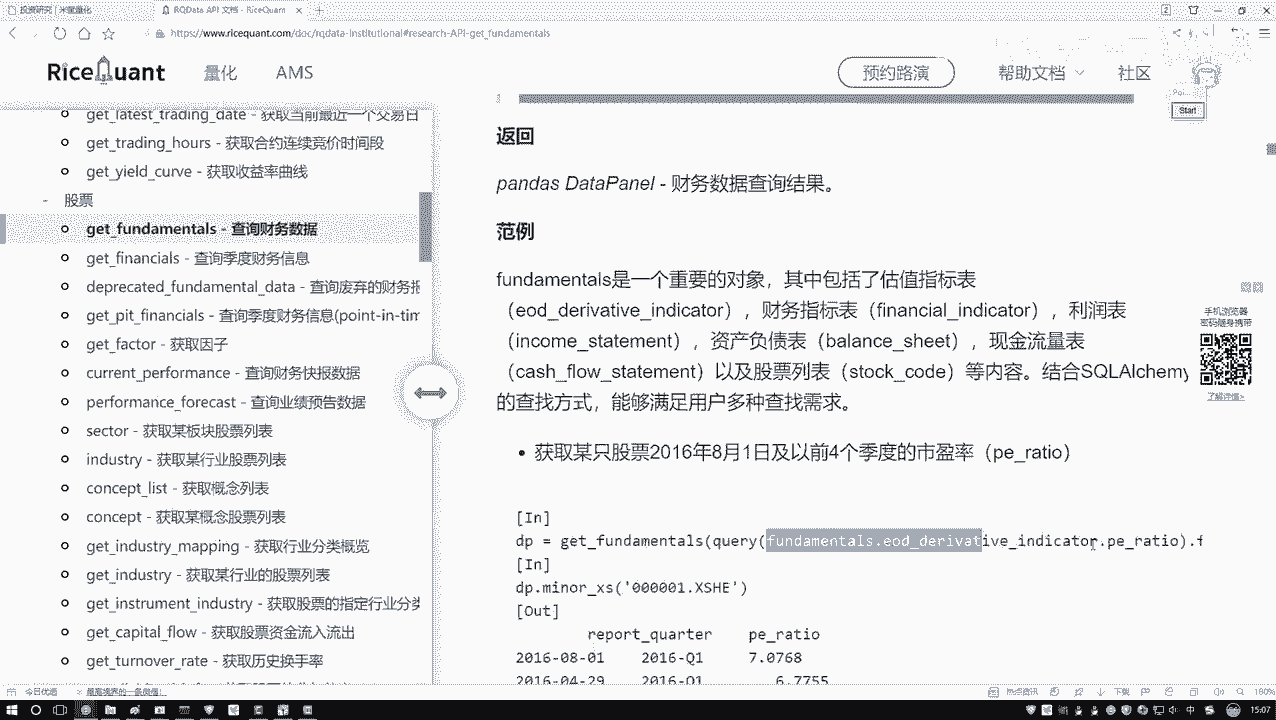 投资研究 | 米筐量化
RQData API 文档 - RiceQuant
https://www.ricequant.com/doc/rqdata-institutional#research-API-get_fundamentals
RiceQuant
量化
AMS
预约路演
帮助文档
社区
Start
get_latest_trading_date - 获取当前最近一个交易日
get_trading_hours - 获取合约连续竞价时间段
get_yield_curve - 获取收益率曲线
- 股票
get_fundamentals - 查询财务数据
get_financials - 查询季度财务信息
deprecated_fundamental_data - 查询废弃的财务报
get_pit_financials - 查询季度财务信息(point-in-tim
get_factor - 获取因子
current_performance - 查询财务快报数据
performance_forecast - 查询业绩预告数据
sector - 获取某板块股票列表
industry - 获取某行业股票列表
concept_list - 获取概念列表
concept - 获取某概念股票列表
get_industry_mapping - 获取行业分类概览
get_industry - 获取某行业的股票列表
get_instrument_industry - 获取股票的指定行业分类
get_capital_flow - 获取股票资金流入流出
get_turnover_rate - 获取历史换手率
返回
pandas DataPanel - 财务数据查询结果。
范例
fundamentals是一个重要的对象，其中包括了估值指标表
（eod_derivative_indicator），财务指标表（financial_indicator），利润表
（income_statement），资产负债表（balance_sheet），现金流量表
（cash_flow_statement）以及股票列表（stock_code）等内容。结合SQLAlchemy
的查找方式，能够满足用户多种查找需求。
• 获取某只股票2016年8月1日及以前4个季度的市盈率（pe_ratio）
[In]
dp = get_fundamentals(query(fundamentals.eod_derivative_indicator.pe_ratio).f
[In]
dp.minor_xs('000001.XSHE')
[Out]
report_quarter pe_ratio
2016-08-01 2016-Q1 7.0768
2016-04-29 2016-Q1 6.7755
手机浏览器
密码随身携带
了解详情>
今日优选
热点资讯
下载
160%
中
15:07